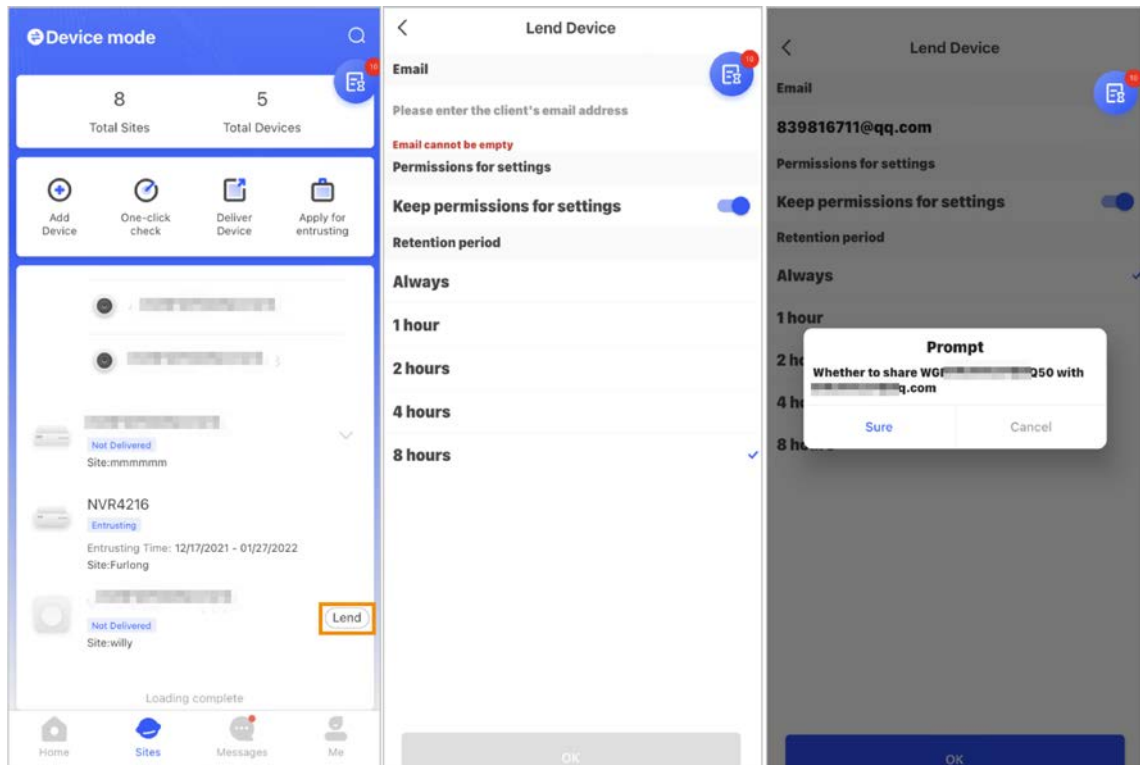 Device mode
10
8
5
Total Sites
Total Devices
Add
Device
One-click
check
Deliver
Device
Apply for
entrusting
Not Delivered
Site:mmmmmm
NVR4216
Entrusting
Entrusting Time: 12/17/2021 - 01/27/2022
Site:Furlong
Lend
Not Delivered
Site:willy
Loading complete
Home
Sites
Messages
Me
Lend Device
10
Email
Please enter the client's email address
Email cannot be empty
Permissions for settings
Keep permissions for settings
Retention period
Always
1 hour
2 hours
4 hours
8 hours
OK
Lend Device
10
Email
839816711@qq.com
Permissions for settings
Keep permissions for settings
Retention period
Always
1 hour
Prompt
Whether to share Q50 with
q.com
Sure
Cancel
OK